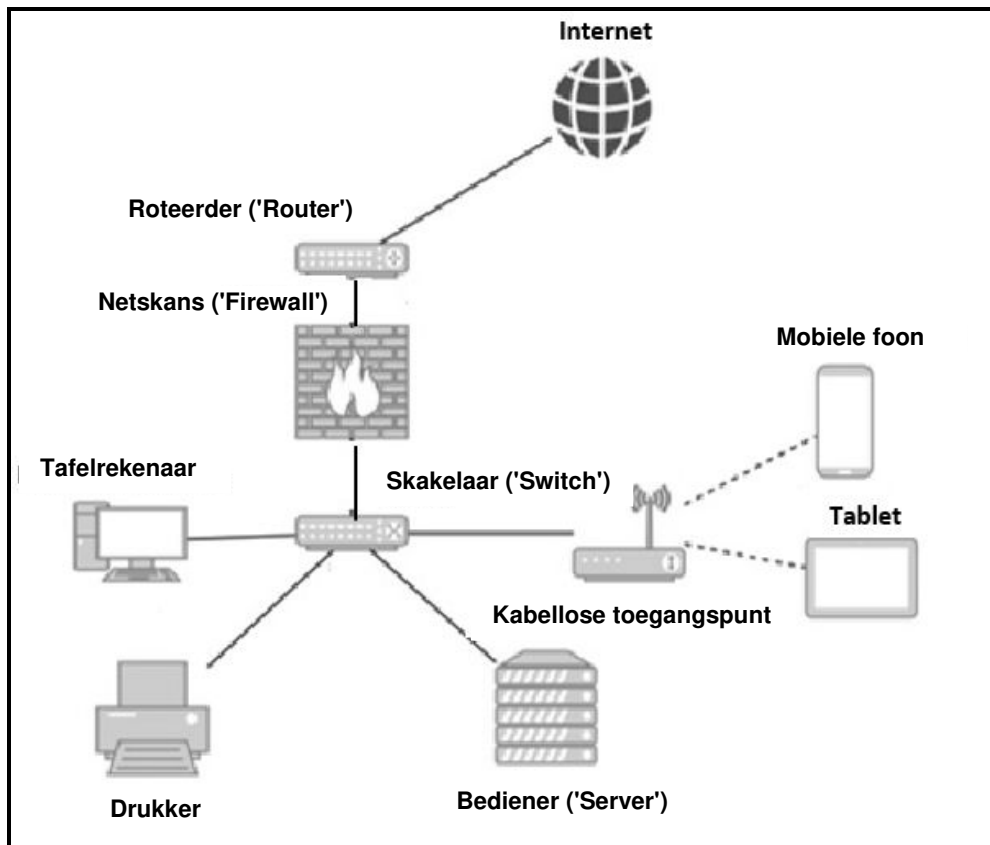 Internet
Roteerder ('Router')
Netskans ('Firewall')
Mobiele foon
Tafelrekenaar
Skakelaar ('Switch')
Tablet
Kabellose toegangspunt
Drukker
Bediener ('Server')